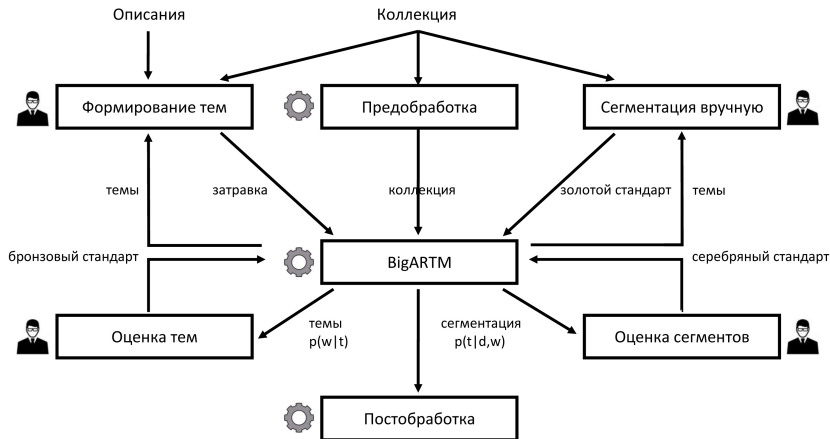 Описания
Коллекция
Формирование тем
Предобработка
Сегментация вручную
темы
затравка
коллекция
золотой стандарт
темы
бронзовый стандарт
BigARTM
серебряный стандарт
Оценка тем
темы
p(w|t)
сегментация
p(t|d,w)
Оценка сегментов
Постобработка